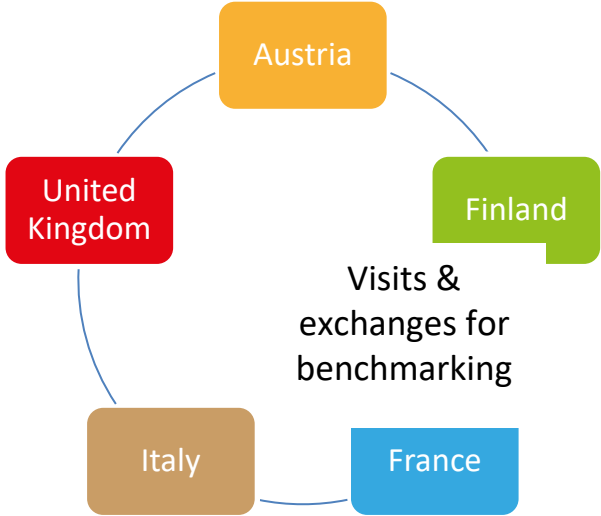 Austria
United
Kingdom
Finland
Visits &
exchanges for
benchmarking
Italy
France